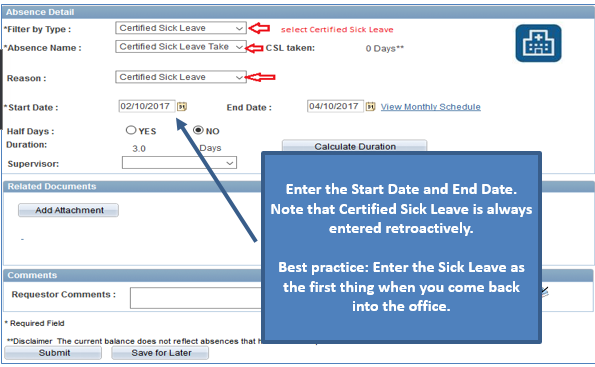 Absence Detail
*Filter by Type : Certified Sick Leave select Certified Sick Leave
*Absence Name : Certified Sick Leave Take CSL taken: 0 Days**
Reason : Certified Sick Leave
*Start Date : 02/10/2017 End Date : 04/10/2017 View Monthly Schedule
Half Days : YES NO
Duration: 3.0 Days Calculate Duration
Supervisor:
Enter the Start Date and End Date.
Note that Certified Sick Leave is always
entered retroactively.
Best practice: Enter the Sick Leave as
the first thing when you come back
into the office.
Related Documents
Add Attachment
-
Comments
Requestor Comments :
* Required Field
**Disclaimer The current balance does not reflect absences that
Submit Save for Later